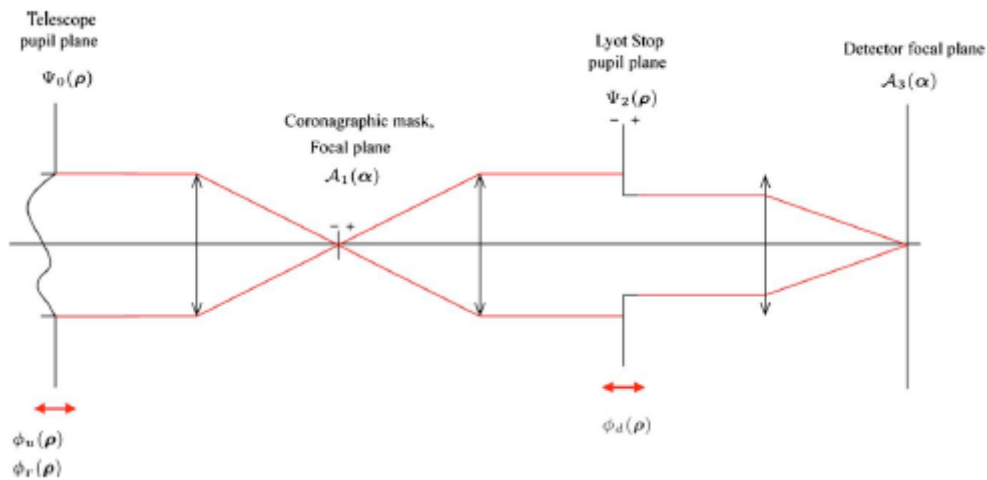 Telescope
pupil plane
Ψ₀(ρ)
Lyot Stop
pupil plane
Ψ₂(ρ)
- +
Detector focal plane
𝒜₃(α)
Coronagraphic mask,
Focal plane
𝒜₁(α)
- +
ϕᵤ(ρ)
ϕᵣ(ρ)
ϕ_d(ρ)